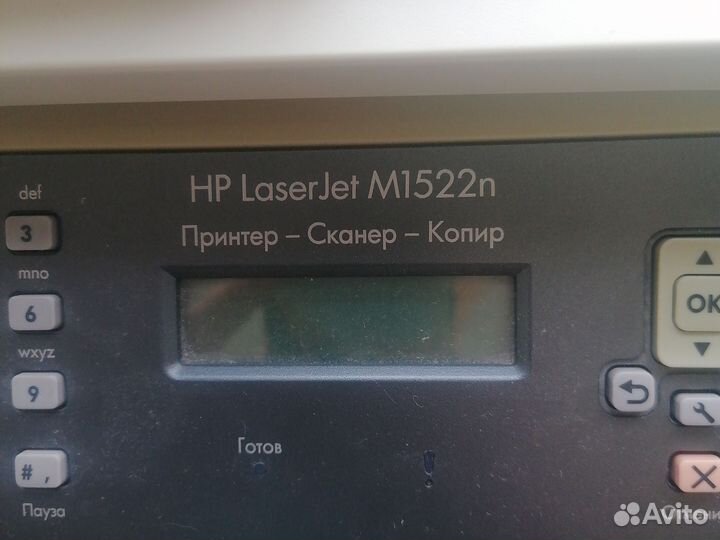 HP LaserJet M1522n
Принтер – Сканер – Копир
def
3
mno
6
wxyz
9
# ,
Пауза
Готов
!
OK
Avito